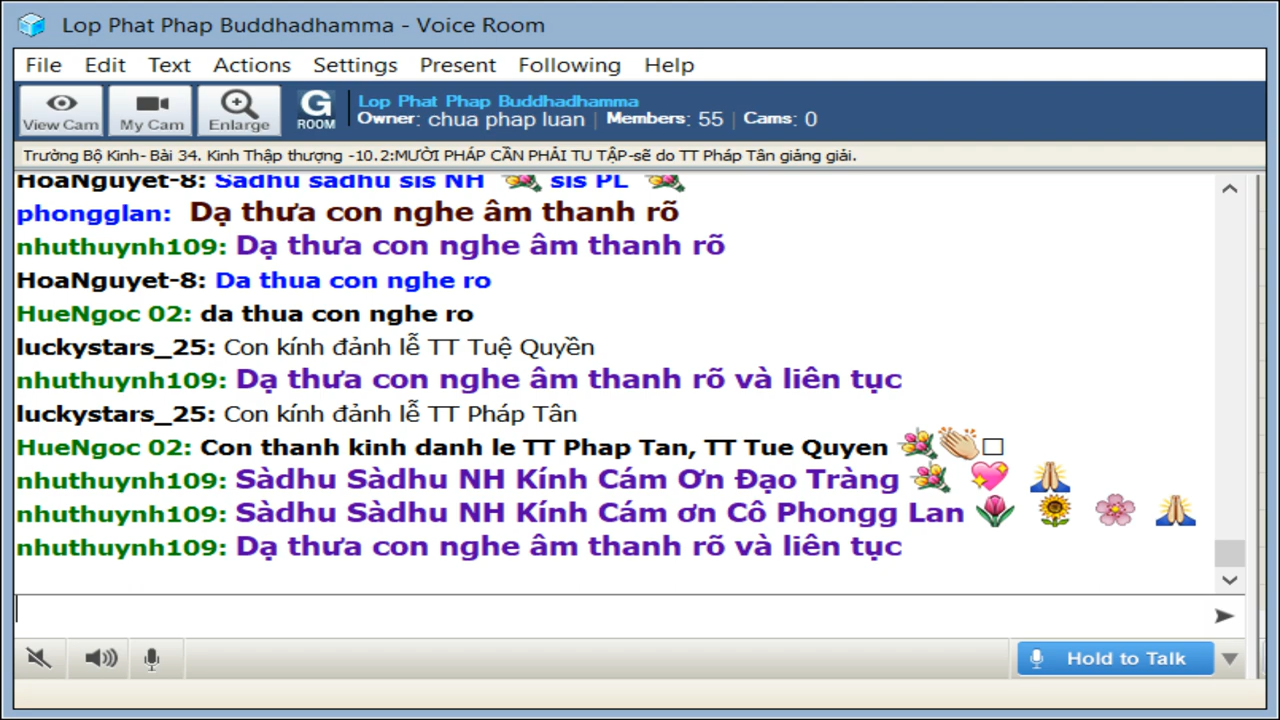 Lop Phat Phap Buddhadhamma - Voice Room
File Edit Text Actions Settings Present Following Help
View Cam My Cam Enlarge G ROOM
Lop Phat Phap Buddhadhamma
Owner: chua phap luan | Members: 55 | Cams: 0
Trường Bộ Kinh- Bài 34. Kinh Thập thượng -10.2:MƯỜI PHÁP CẦN PHẢI TU TẬP-sẽ do TT Pháp Tân giảng giải.
HoaNguyet-8: Sadhu sadhu sis NH 💐 sis PL 💐
phongglan: Dạ thưa con nghe âm thanh rõ
nhuthuynh109: Dạ thưa con nghe âm thanh rõ
HoaNguyet-8: Da thua con nghe ro
HueNgoc 02: da thua con nghe ro
luckystars_25: Con kính đảnh lễ TT Tuệ Quyền
nhuthuynh109: Dạ thưa con nghe âm thanh rõ và liên tục
luckystars_25: Con kính đảnh lễ TT Pháp Tân
HueNgoc 02: Con thanh kinh danh le TT Phap Tan, TT Tue Quyen 💐👏🏼□
nhuthuynh109: Sàdhu Sàdhu NH Kính Cám Ơn Đạo Tràng 💐 💖 🙏🏼
nhuthuynh109: Sàdhu Sàdhu NH Kính Cám ơn Cô Phongg Lan 🌷 🌻 🌸 🙏🏼
nhuthuynh109: Dạ thưa con nghe âm thanh rõ và liên tục
Hold to Talk